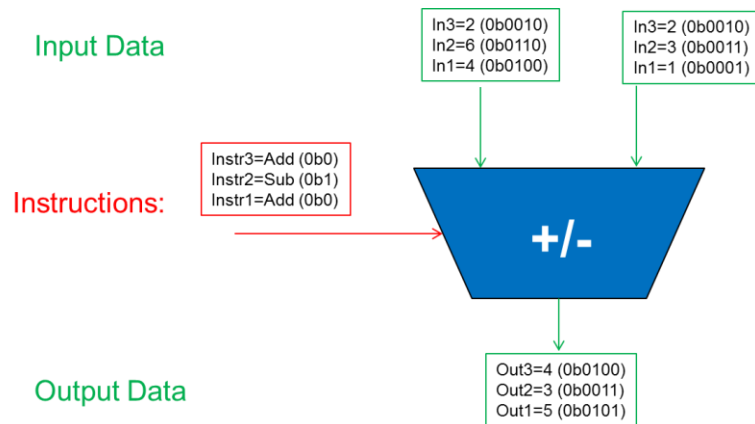 Input Data
In3=2 (0b0010)
In2=6 (0b0110)
In1=4 (0b0100)
In3=2 (0b0010)
In2=3 (0b0011)
In1=1 (0b0001)
Instructions:
Instr3=Add (0b0)
Instr2=Sub (0b1)
Instr1=Add (0b0)
+/-
Output Data
Out3=4 (0b0100)
Out2=3 (0b0011)
Out1=5 (0b0101)